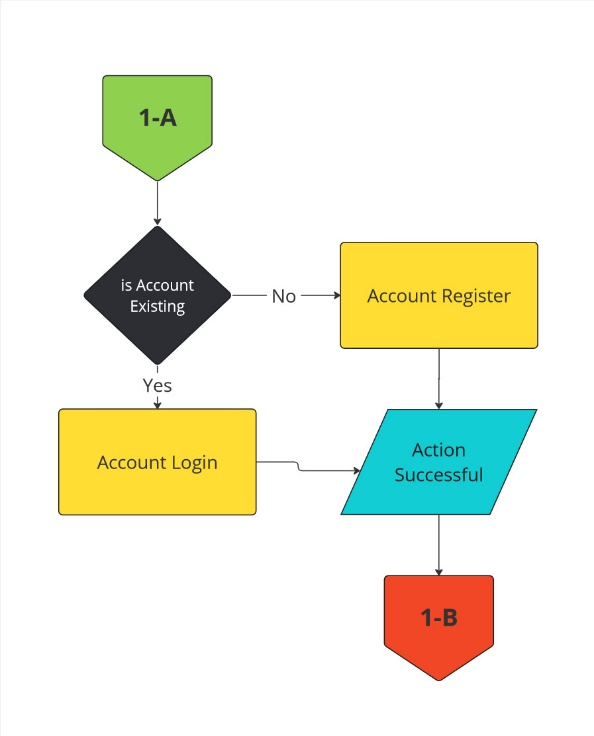 1-A
is Account
Existing
No
Account Register
Yes
Account Login
Action
Successful
1-B